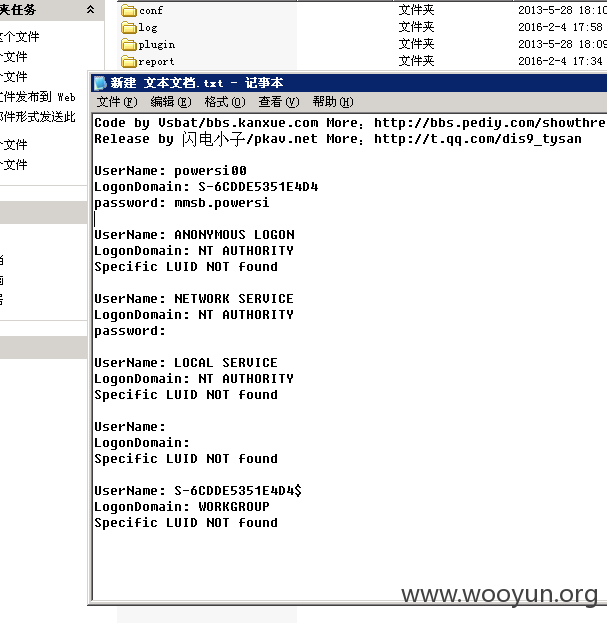 夹任务
conf 文件夹 2013-5-28 18:10
log 文件夹 2016-2-4 17:58
plugin 文件夹 2013-5-28 18:09
report 文件夹 2016-2-4 17:34
这个文件
个文件
个文件
文件发布到 Web
邮件形式发送此
个文件
个文件
新建 文本文档.txt - 记事本
文件(F) 编辑(E) 格式(O) 查看(V) 帮助(H)
Code by Vsbat/bbs.kanxue.com More: http://bbs.pediy.com/showthre
Release by 闪电小子/pkav.net More: http://t.qq.com/dis9_tysan
UserName: powersi00
LogonDomain: S-6CDDE5351E4D4
password: mmsb.powersi
UserName: ANONYMOUS LOGON
LogonDomain: NT AUTHORITY
Specific LUID NOT found
UserName: NETWORK SERVICE
LogonDomain: NT AUTHORITY
password:
UserName: LOCAL SERVICE
LogonDomain: NT AUTHORITY
Specific LUID NOT found
UserName:
LogonDomain:
Specific LUID NOT found
UserName: S-6CDDE5351E4D4$
LogonDomain: WORKGROUP
Specific LUID NOT found
www.wooyun.org